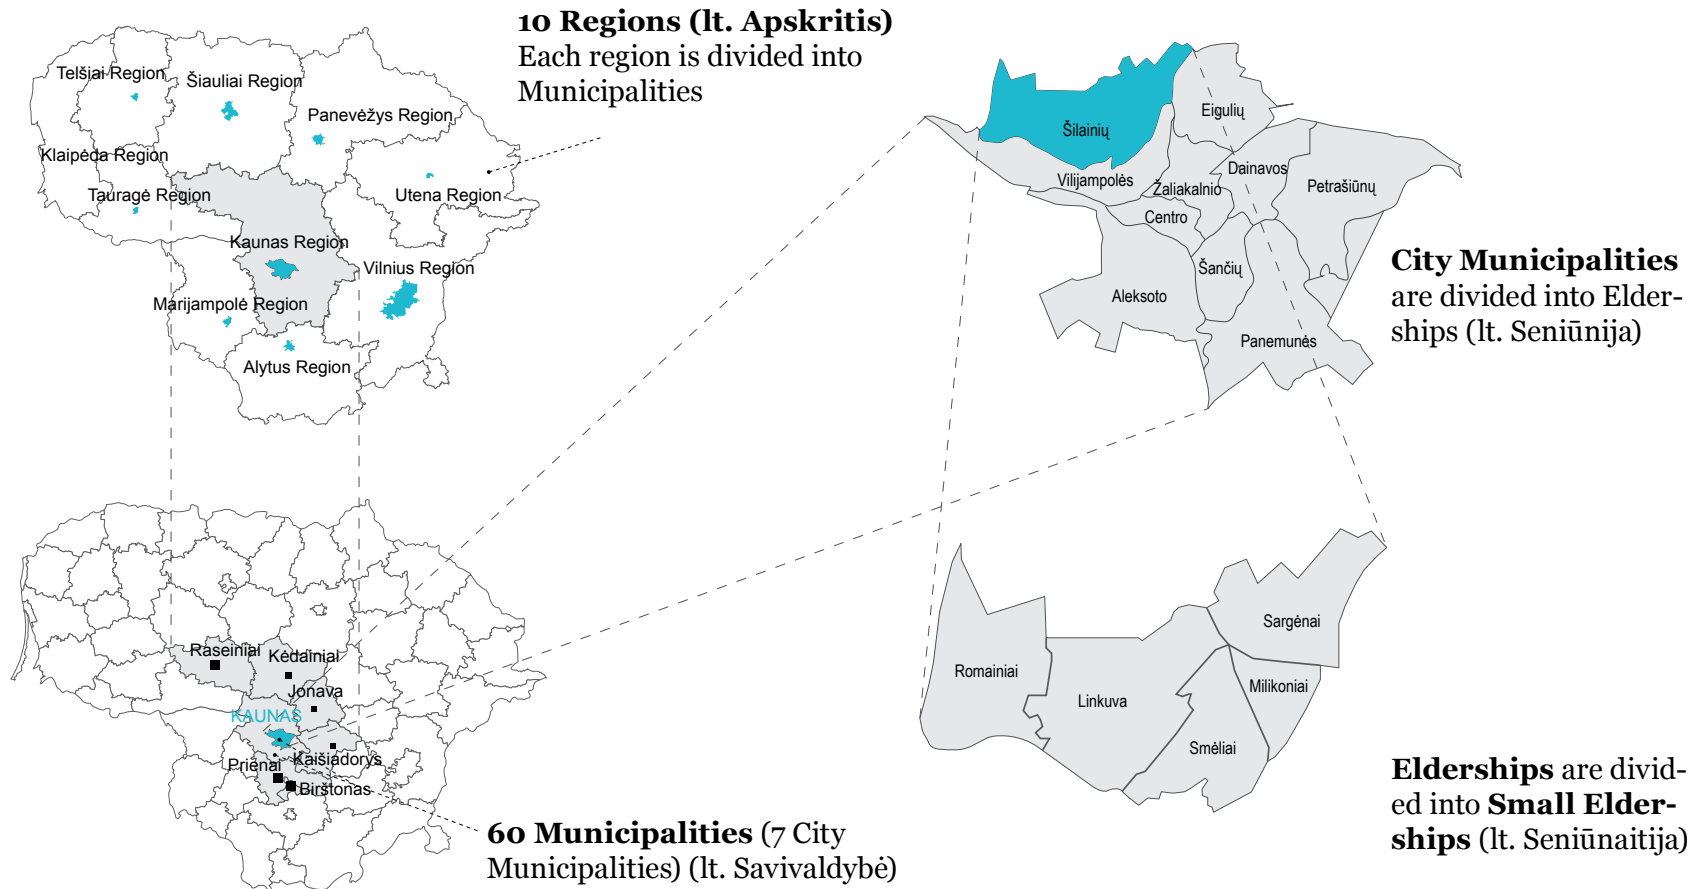 10 Regions (lt. Apskritis)
Each region is divided into
Municipalities
Telšiai Region
Šiauliai Region
Panevėžys Region
Klaipėda Region
Tauragė Region
Utena Region
Kaunas Region
Vilnius Region
Marijampolė Region
Alytus Region
Šilainių
Eigulių
Dainavos
Vilijampolės
Žaliakalnio
Petrašiūnų
Centro
Šančių
Aleksoto
Panemunės
City Municipalities
are divided into Elder-
ships (lt. Seniūnija)
Raseiniai
Kėdainiai
Jonava
KAUNAS
Kaišiadorys
Prienai
Birštonas
60 Municipalities (7 City
Municipalities) (lt. Savivaldybė)
Sargėnai
Romainiai
Milikoniai
Linkuva
Smėliai
Elderships are divid-
ed into Small Elder-
ships (lt. Seniūnaitija)